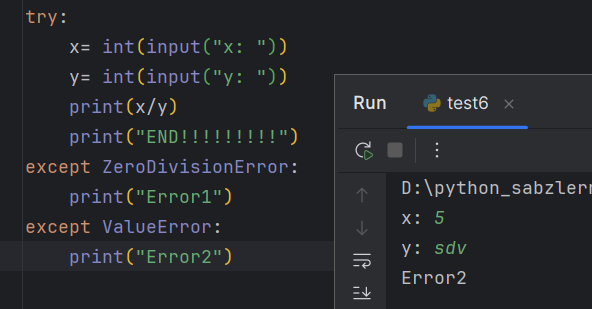 try:
    x= int(input("x: "))
    y= int(input("y: "))
    print(x/y)
    print("END!!!!!!!!!")
except ZeroDivisionError:
    print("Error1")
except ValueError:
    print("Error2")
Run test6
D:\python_sabzlern
x: 5
y: sdv
Error2